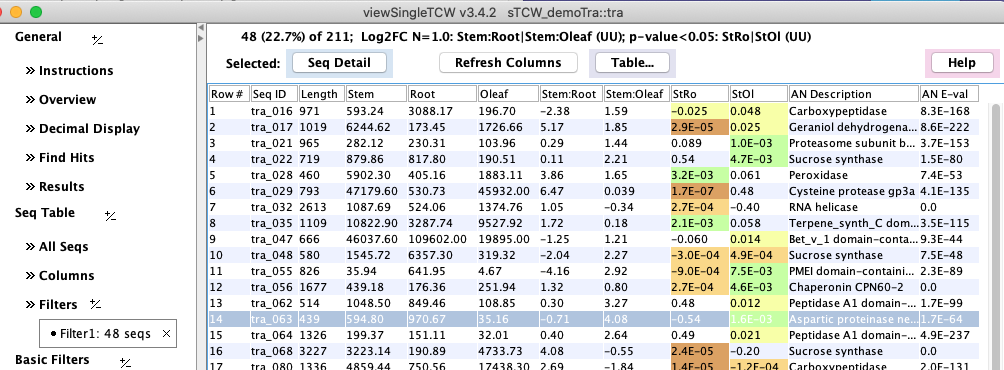 viewSingleTCW v3.4.2 sTCW_demoTra::tra
General +/-
>> Instructions
>> Overview
>> Decimal Display
>> Find Hits
>> Results
Seq Table +/-
>> All Seqs
>> Columns
>> Filters +/-
• Filter1: 48 seqs ×
Basic Filters +/-
48 (22.7%) of 211; Log2FC N=1.0: Stem:Root|Stem:Oleaf (UU); p-value<0.05: StRo|StOl (UU)
Selected: Seq Detail Refresh Columns Table... Help
Row # Seq ID Length Stem Root Oleaf Stem:Root Stem:Oleaf StRo StOl AN Description AN E-val
1 tra_016 971 593.24 3088.17 196.70 -2.38 1.59 -0.025 0.048 Carboxypeptidase 8.3E-168
2 tra_017 1019 6244.62 173.45 1726.66 5.17 1.85 2.9E-05 0.025 Geraniol dehydrogena... 8.6E-222
3 tra_021 965 282.12 230.31 103.96 0.29 1.44 0.089 1.0E-03 Proteasome subunit b... 3.7E-153
4 tra_022 719 879.86 817.80 190.51 0.11 2.21 0.54 4.7E-03 Sucrose synthase 1.5E-80
5 tra_028 460 5902.30 405.16 1883.11 3.86 1.65 3.2E-03 0.061 Peroxidase 7.4E-53
6 tra_029 793 47179.60 530.73 45932.00 6.47 0.039 1.7E-07 0.48 Cysteine protease gp3a 4.1E-135
7 tra_032 2613 1087.69 524.06 1374.76 1.05 -0.34 2.7E-04 -0.40 RNA helicase 0.0
8 tra_035 1109 10822.90 3287.74 9527.92 1.72 0.18 2.1E-03 0.058 Terpene_synth_C dom... 3.5E-115
9 tra_047 666 46037.60 109602.00 19895.00 -1.25 1.21 -0.060 0.014 Bet_v_1 domain-conta... 9.3E-44
10 tra_048 580 1545.72 6357.30 319.32 -2.04 2.27 -3.0E-04 4.9E-04 Sucrose synthase 7.5E-48
11 tra_055 826 35.94 641.95 4.67 -4.16 2.92 -9.0E-04 7.5E-03 PMEI domain-containi... 2.3E-89
12 tra_056 1677 439.18 176.36 251.94 1.32 0.80 2.7E-04 4.6E-03 Chaperonin CPN60-2 0.0
13 tra_062 514 1048.50 849.46 108.85 0.30 3.27 0.48 0.012 Peptidase A1 domain-... 1.7E-99
14 tra_063 439 594.80 970.67 35.16 -0.71 4.08 -0.54 1.6E-03 Aspartic proteinase ne... 1.7E-64
15 tra_064 1326 199.37 151.11 32.01 0.40 2.64 0.49 0.021 Peptidase A1 domain-... 4.9E-237
16 tra_068 3227 3223.14 190.89 4733.73 4.08 -0.55 2.4E-05 -0.20 Sucrose synthase 0.0
17 tra_080 1336 4859.44 750.56 17438.30 2.69 -1.84 1.4E-05 -1.2E-04 Carboxypeptidase 2.0E-131